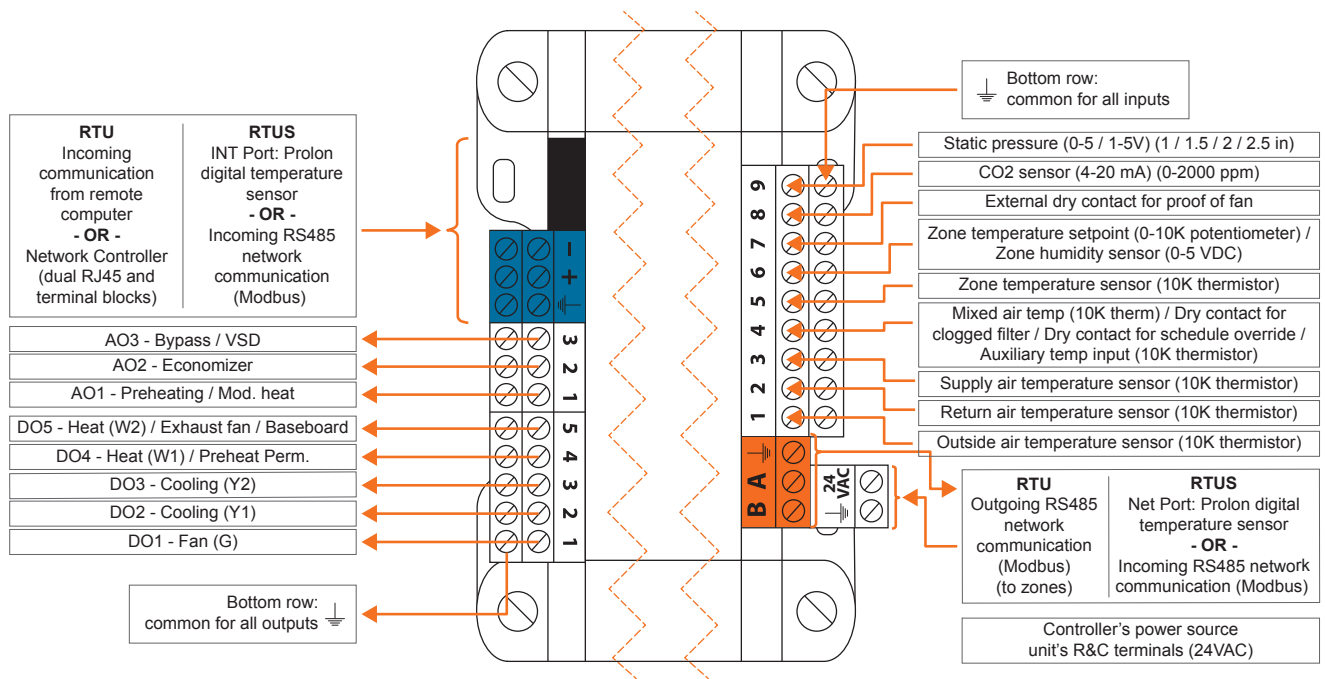 RTU
Incoming
communication
from remote
computer
- OR -
Network Controller
(dual RJ45 and
terminal blocks)
RTUS
INT Port: Prolon
digital temperature
sensor
- OR -
Incoming RS485
network
communication
(Modbus)
AO3 - Bypass / VSD
AO2 - Economizer
AO1 - Preheating / Mod. heat
DO5 - Heat (W2) / Exhaust fan / Baseboard
DO4 - Heat (W1) / Preheat Perm.
DO3 - Cooling (Y2)
DO2 - Cooling (Y1)
DO1 - Fan (G)
Bottom row:
common for all outputs
-
+
3
2
1
5
4
3
2
1
9
8
7
6
5
4
3
2
1
B A
24
VAC
Bottom row:
common for all inputs
Static pressure (0-5 / 1-5V) (1 / 1.5 / 2 / 2.5 in)
CO2 sensor (4-20 mA) (0-2000 ppm)
External dry contact for proof of fan
Zone temperature setpoint (0-10K potentiometer) /
Zone humidity sensor (0-5 VDC)
Zone temperature sensor (10K thermistor)
Mixed air temp (10K therm) / Dry contact for
clogged filter / Dry contact for schedule override /
Auxiliary temp input (10K thermistor)
Supply air temperature sensor (10K thermistor)
Return air temperature sensor (10K thermistor)
Outside air temperature sensor (10K thermistor)
RTU
Outgoing RS485
network
communication
(Modbus)
(to zones)
RTUS
Net Port: Prolon digital
temperature sensor
- OR -
Incoming RS485 network
communication (Modbus)
Controller's power source
unit's R&C terminals (24VAC)